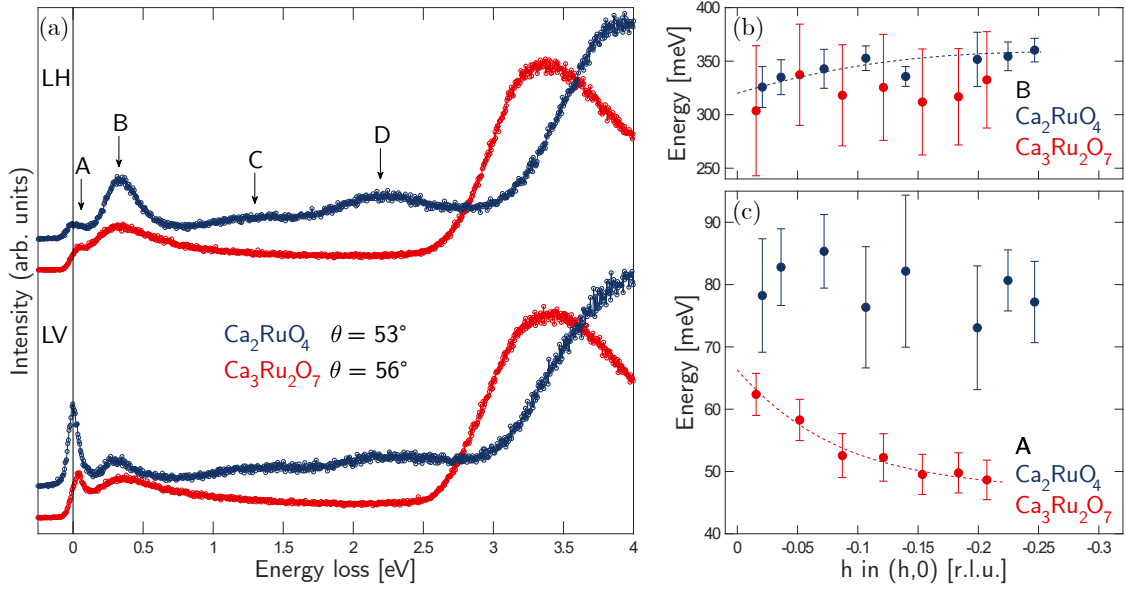 (a)
LH
A
B
C
D
LV
Ca₂RuO₄ θ = 53°
Ca₃Ru₂O₇ θ = 56°
Intensity (arb. units)
0 0.5 1 1.5 2 2.5 3 3.5 4
Energy loss [eV]
(b)
400
350
300
250
Energy [meV]
B
Ca₂RuO₄
Ca₃Ru₂O₇
(c)
90
80
70
60
50
40
Energy [meV]
A
Ca₂RuO₄
Ca₃Ru₂O₇
0 -0.05 -0.1 -0.15 -0.2 -0.25 -0.3
h in (h,0) [r.l.u.]